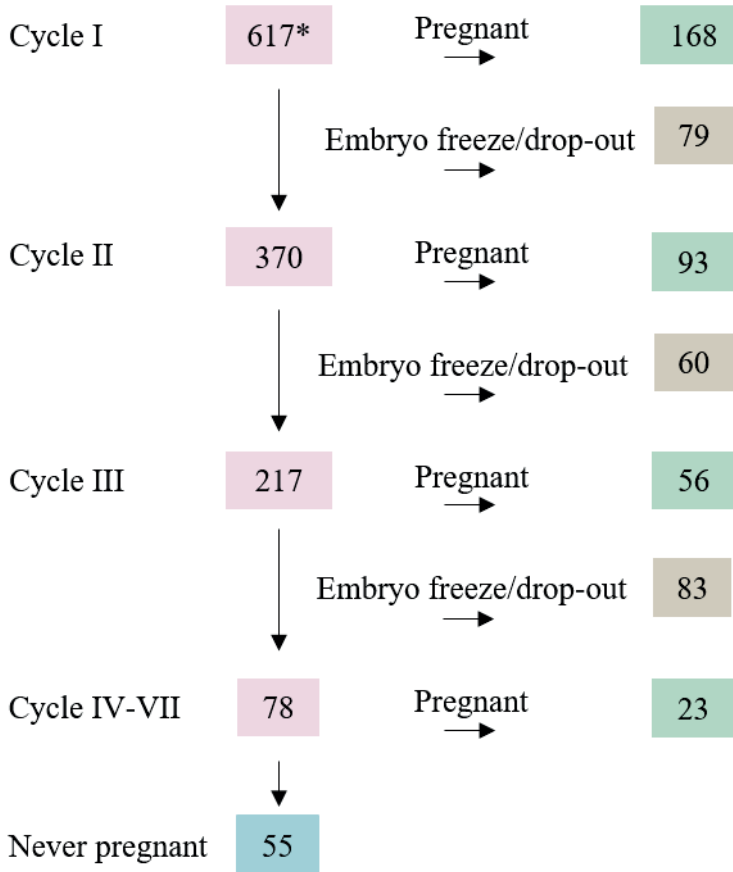 Cycle I 617* Pregnant 168
Embryo freeze/drop-out 79
Cycle II 370 Pregnant 93
Embryo freeze/drop-out 60
Cycle III 217 Pregnant 56
Embryo freeze/drop-out 83
Cycle IV-VII 78 Pregnant 23
Never pregnant 55